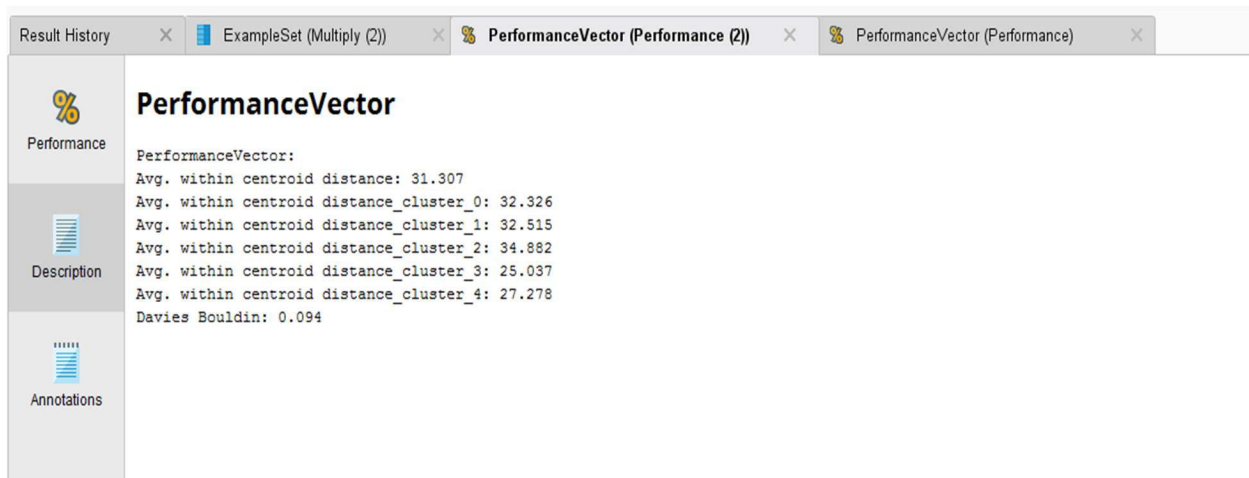 Result History
ExampleSet (Multiply (2))
PerformanceVector (Performance (2))
PerformanceVector (Performance)
%
Performance
Description
Annotations
PerformanceVector
PerformanceVector:
Avg. within centroid distance: 31.307
Avg. within centroid distance_cluster_0: 32.326
Avg. within centroid distance_cluster_1: 32.515
Avg. within centroid distance_cluster_2: 34.882
Avg. within centroid distance_cluster_3: 25.037
Avg. within centroid distance_cluster_4: 27.278
Davies Bouldin: 0.094